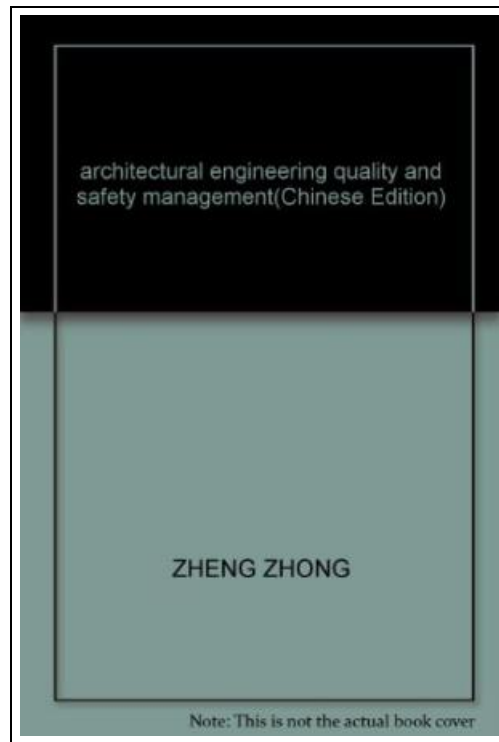 architectural engineering quality and
safety management(Chinese Edition)
ZHENG ZHONG
Note: This is not the actual book cover